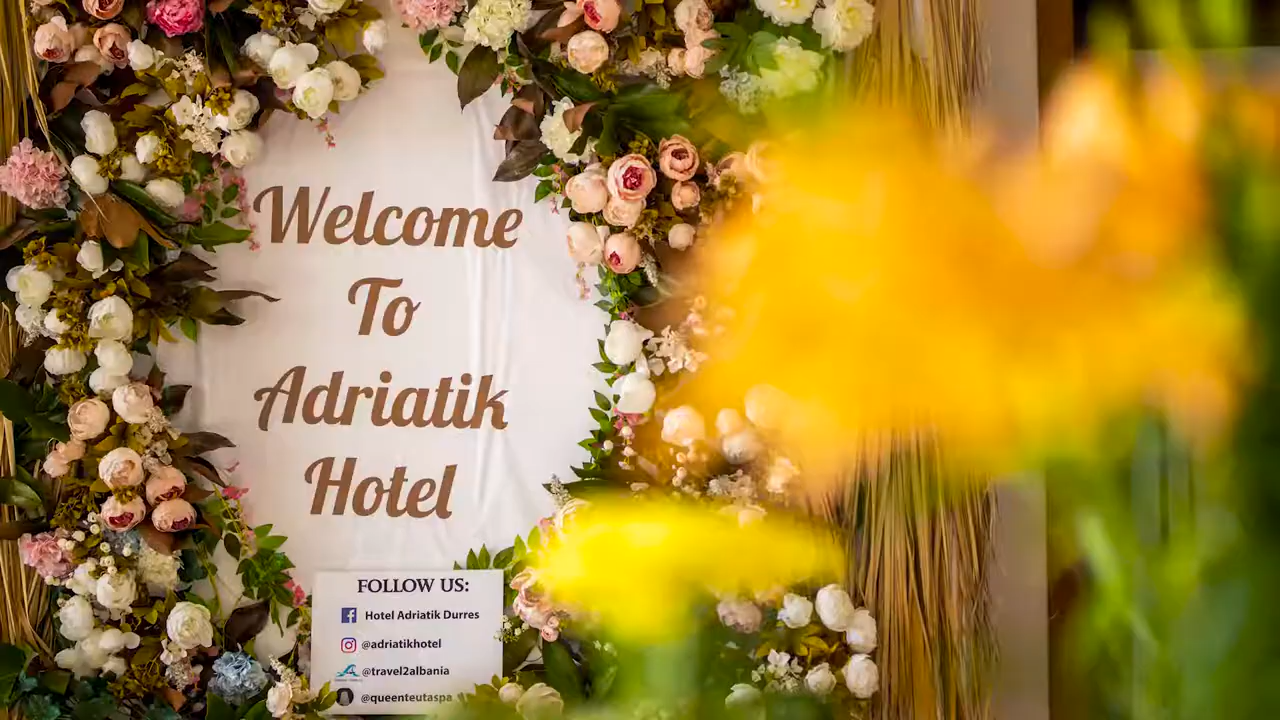 Welcome
To
Adriatik
Hotel
FOLLOW US:
Hotel Adriatik Durres
@adriatikhotel
@travel2albania
@queenteutaspa